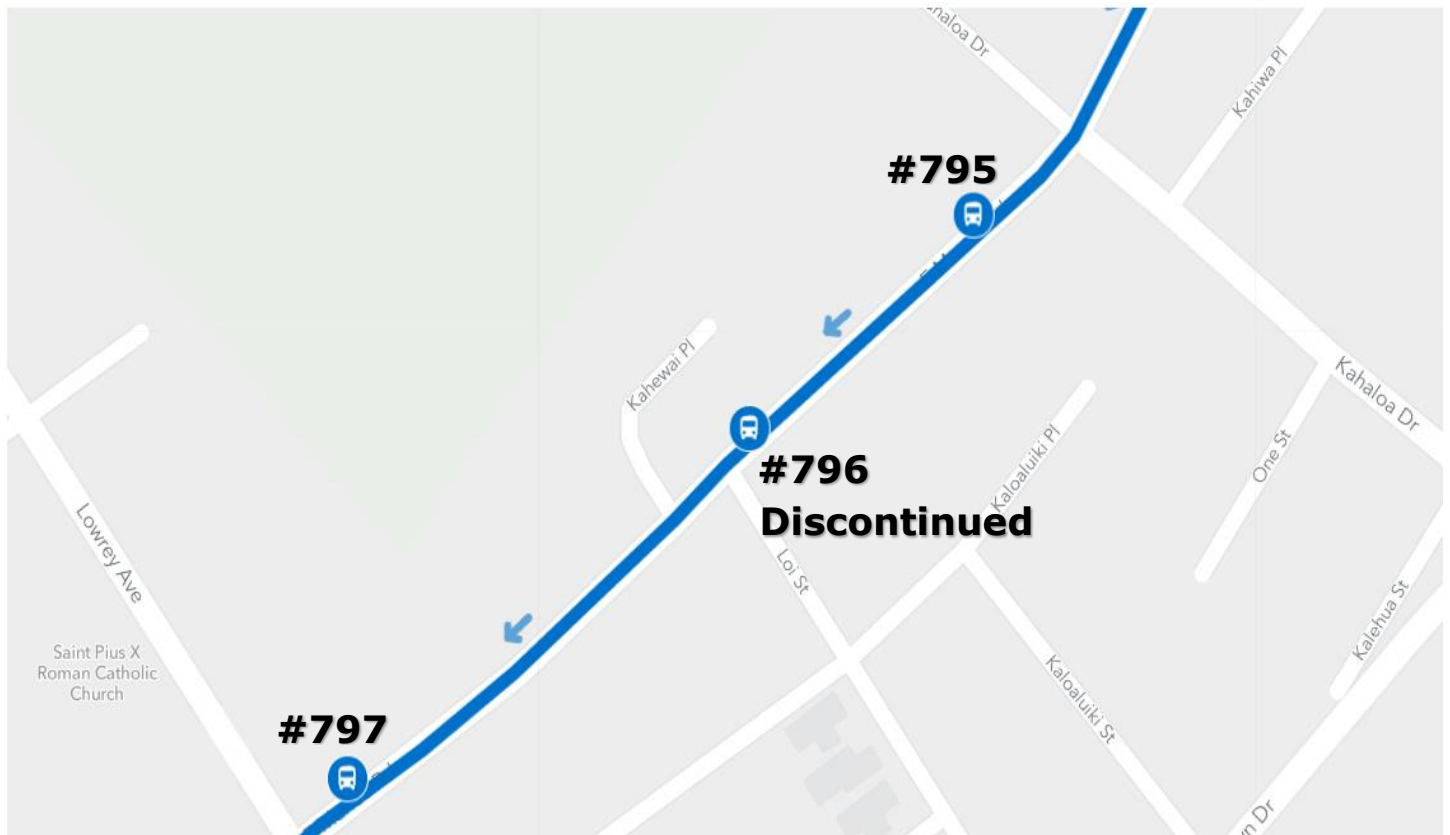 Kahiwa Pl
#795
Kahewai Pl
Kahaloa Dr
#796
Discontinued
Kaloaluiki Pl
One St
Lowrey Ave
Loi St
Kalehua St
Saint Pius X
Roman Catholic
Church
Kaloaluiki St
#797
Dr